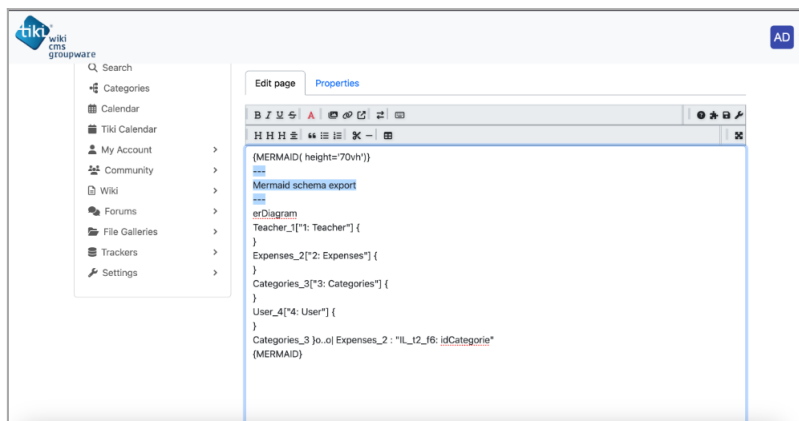 tiki
wiki
cms
groupware
AD
Search
Categories
Calendar
Tiki Calendar
My Account
Community
Wiki
Forums
File Galleries
Trackers
Settings
Edit page
Properties
B I U S A
H H H
{MERMAID( height='70vh')}
---
Mermaid schema export
---
erDiagram
Teacher_1["1: Teacher"] {
}
Expenses_2["2: Expenses"] {
}
Categories_3["3: Categories"] {
}
User_4["4: User"] {
}
Categories_3 }o..o| Expenses_2 : "IL_t2_f6: idCategorie"
{MERMAID}